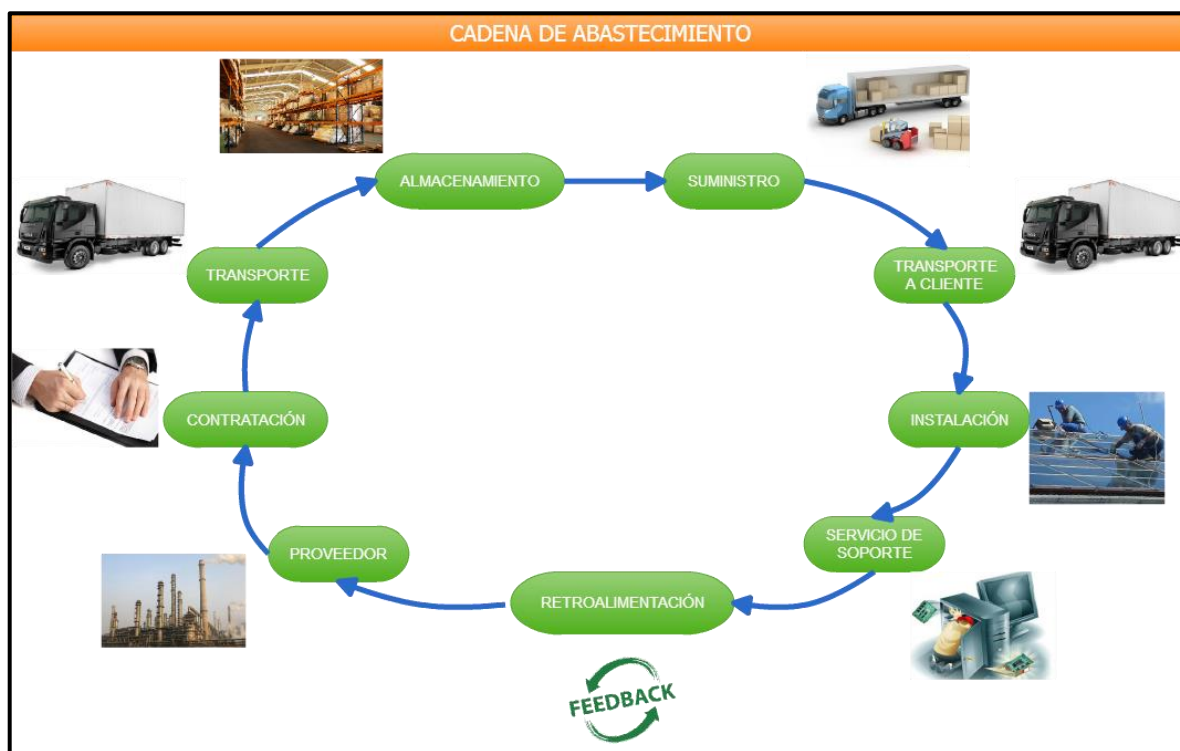 CADENA DE ABASTECIMIENTO
ALMACENAMIENTO
SUMINISTRO
TRANSPORTE
TRANSPORTE
A CLIENTE
CONTRATACIÓN
INSTALACIÓN
PROVEEDOR
SERVICIO DE
SOPORTE
RETROALIMENTACIÓN
FEEDBACK